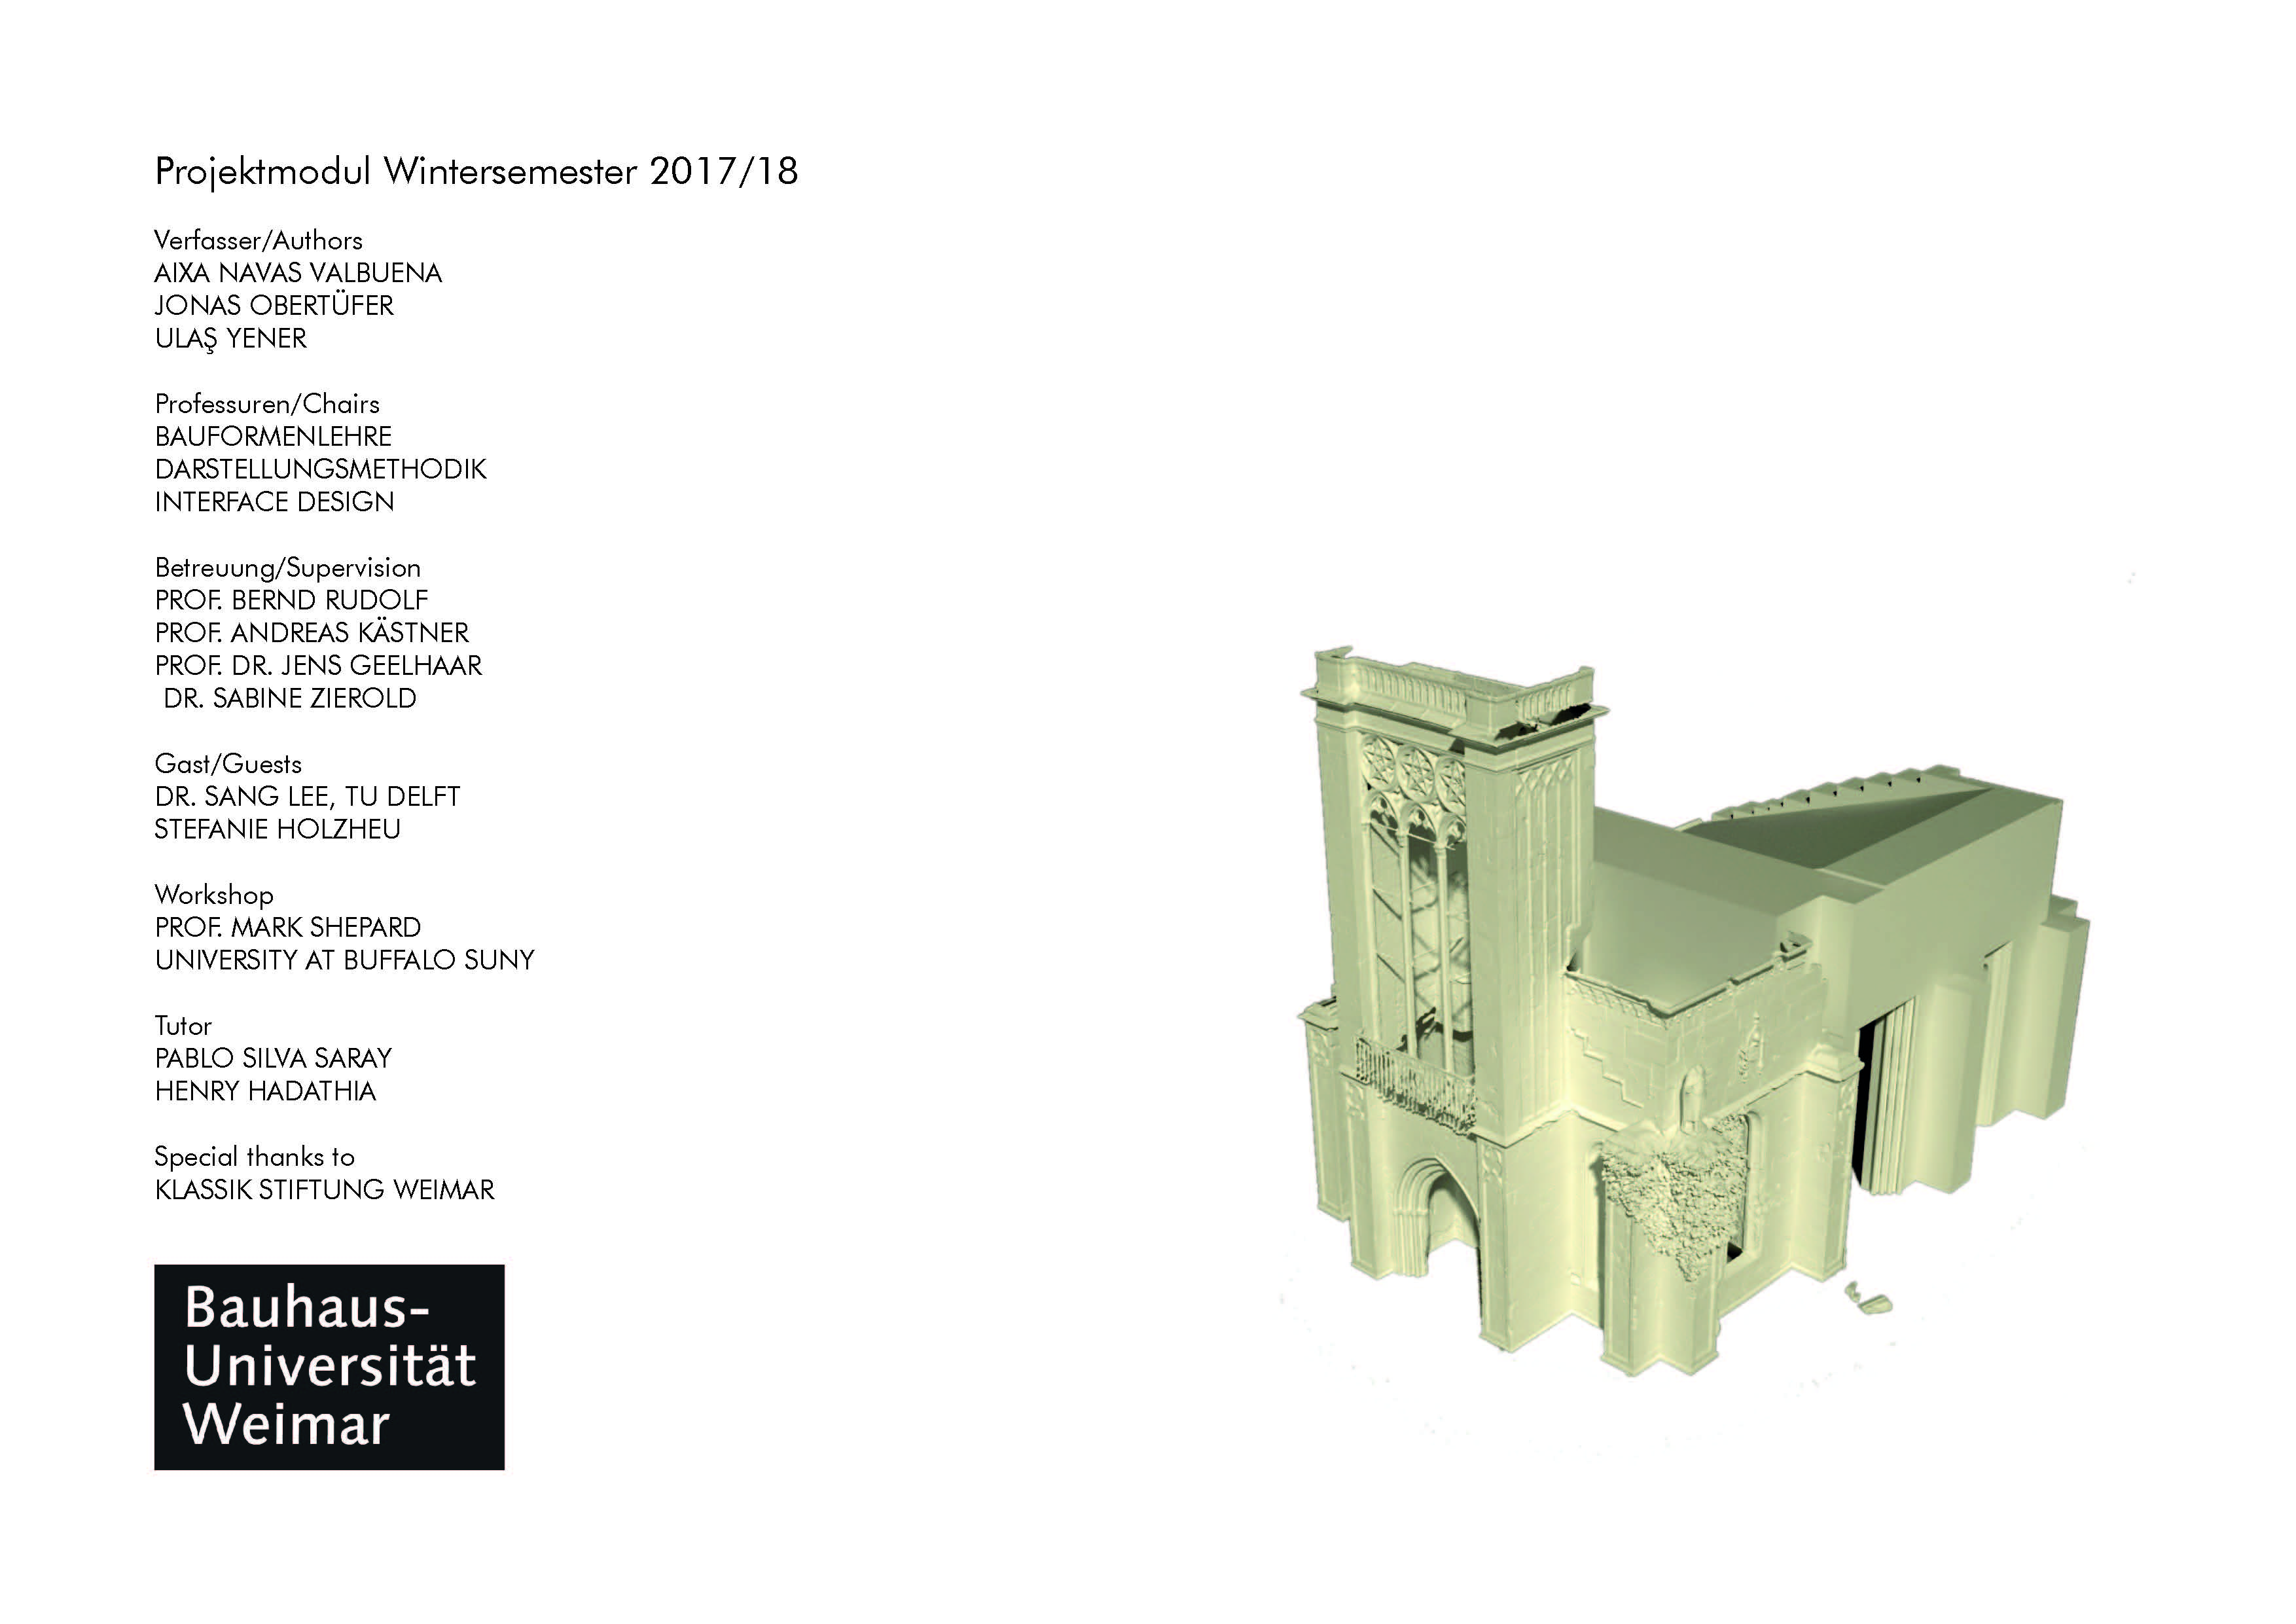 Projektmodul Wintersemester 2017/18
Verfasser/Authors
AIXA NAVAS VALBUENA
JONAS OBERTÜFER
ULAŞ YENER
Professuren/Chairs
BAUFORMENLEHRE
DARSTELLUNGSMETHODIK
INTERFACE DESIGN
Betreuung/Supervision
PROF. BERND RUDOLF
PROF. ANDREAS KÄSTNER
PROF. DR. JENS GEELHAAR
DR. SABINE ZIEROLD
Gast/Guests
DR. SANG LEE, TU DELFT
STEFANIE HOLZHEU
Workshop
PROF. MARK SHEPARD
UNIVERSITY AT BUFFALO SUNY
Tutor
PABLO SILVA SARAY
HENRY HADATHIA
Special thanks to
KLASSIK STIFTUNG WEIMAR
Bauhaus-
Universität
Weimar